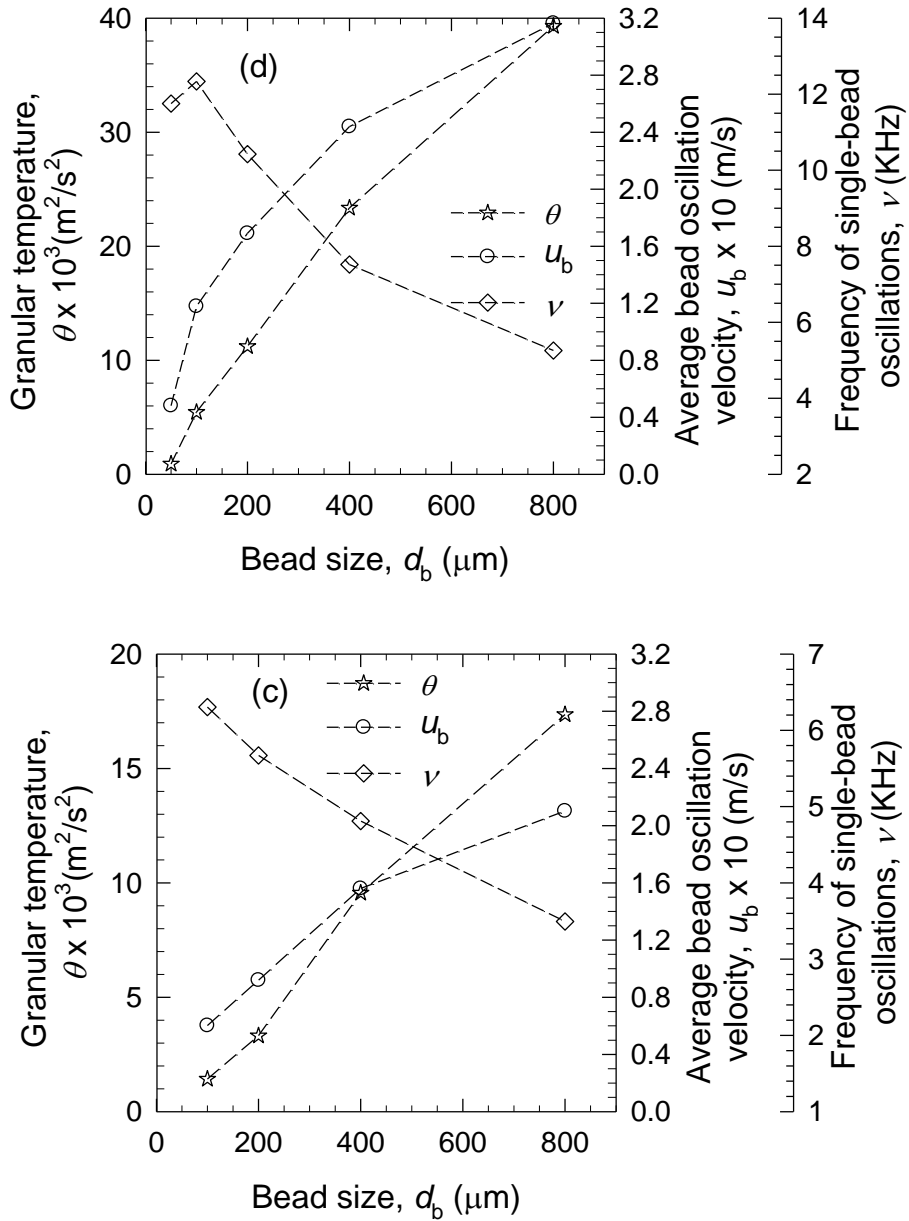 (d)
Granular temperature,
θ x 10³(m²/s²)
40
30
20
10
0
θ
u_b
ν
3.2
2.8
2.4
2.0
1.6
1.2
0.8
0.4
0.0
Average bead oscillation
velocity, u_b x 10 (m/s)
14
12
10
8
6
4
2
Frequency of single-bead
oscillations, ν (KHz)
0 200 400 600 800
Bead size, d_b (μm)
(c)
Granular temperature,
θ x 10³(m²/s²)
20
15
10
5
0
θ
u_b
ν
3.2
2.8
2.4
2.0
1.6
1.2
0.8
0.4
0.0
Average bead oscillation
velocity, u_b x 10 (m/s)
7
6
5
4
3
2
1
Frequency of single-bead
oscillations, ν (KHz)
0 200 400 600 800
Bead size, d_b (μm)